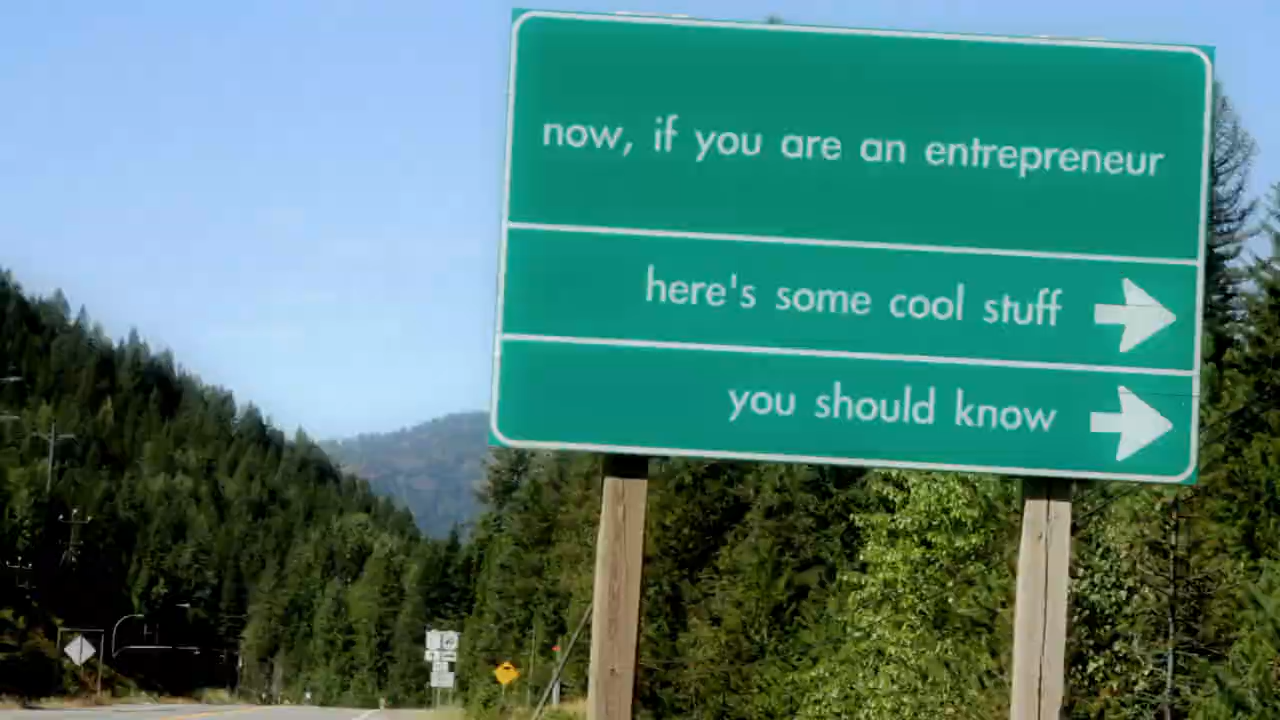 now, if you are an entrepreneur
here's some cool stuff
you should know